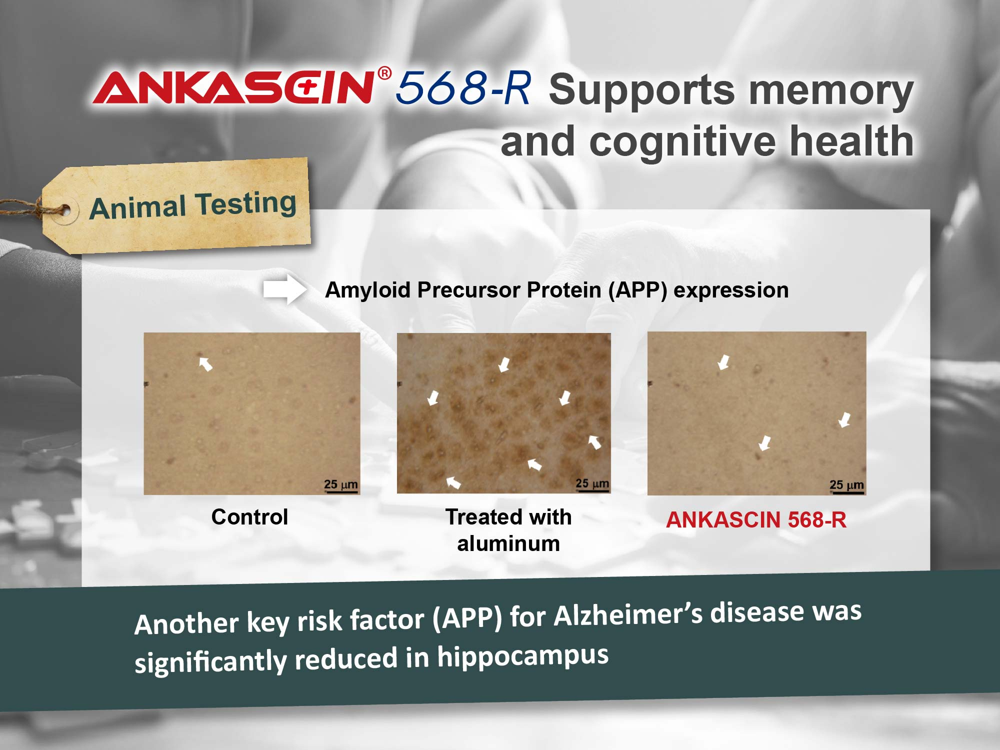 ANKASCIN® 568-R Supports memory
and cognitive health
Animal Testing
Amyloid Precursor Protein (APP) expression
25 μm
25 μm
25 μm
Control
Treated with
aluminum
ANKASCIN 568-R
Another key risk factor (APP) for Alzheimer’s disease was
significantly reduced in hippocampus